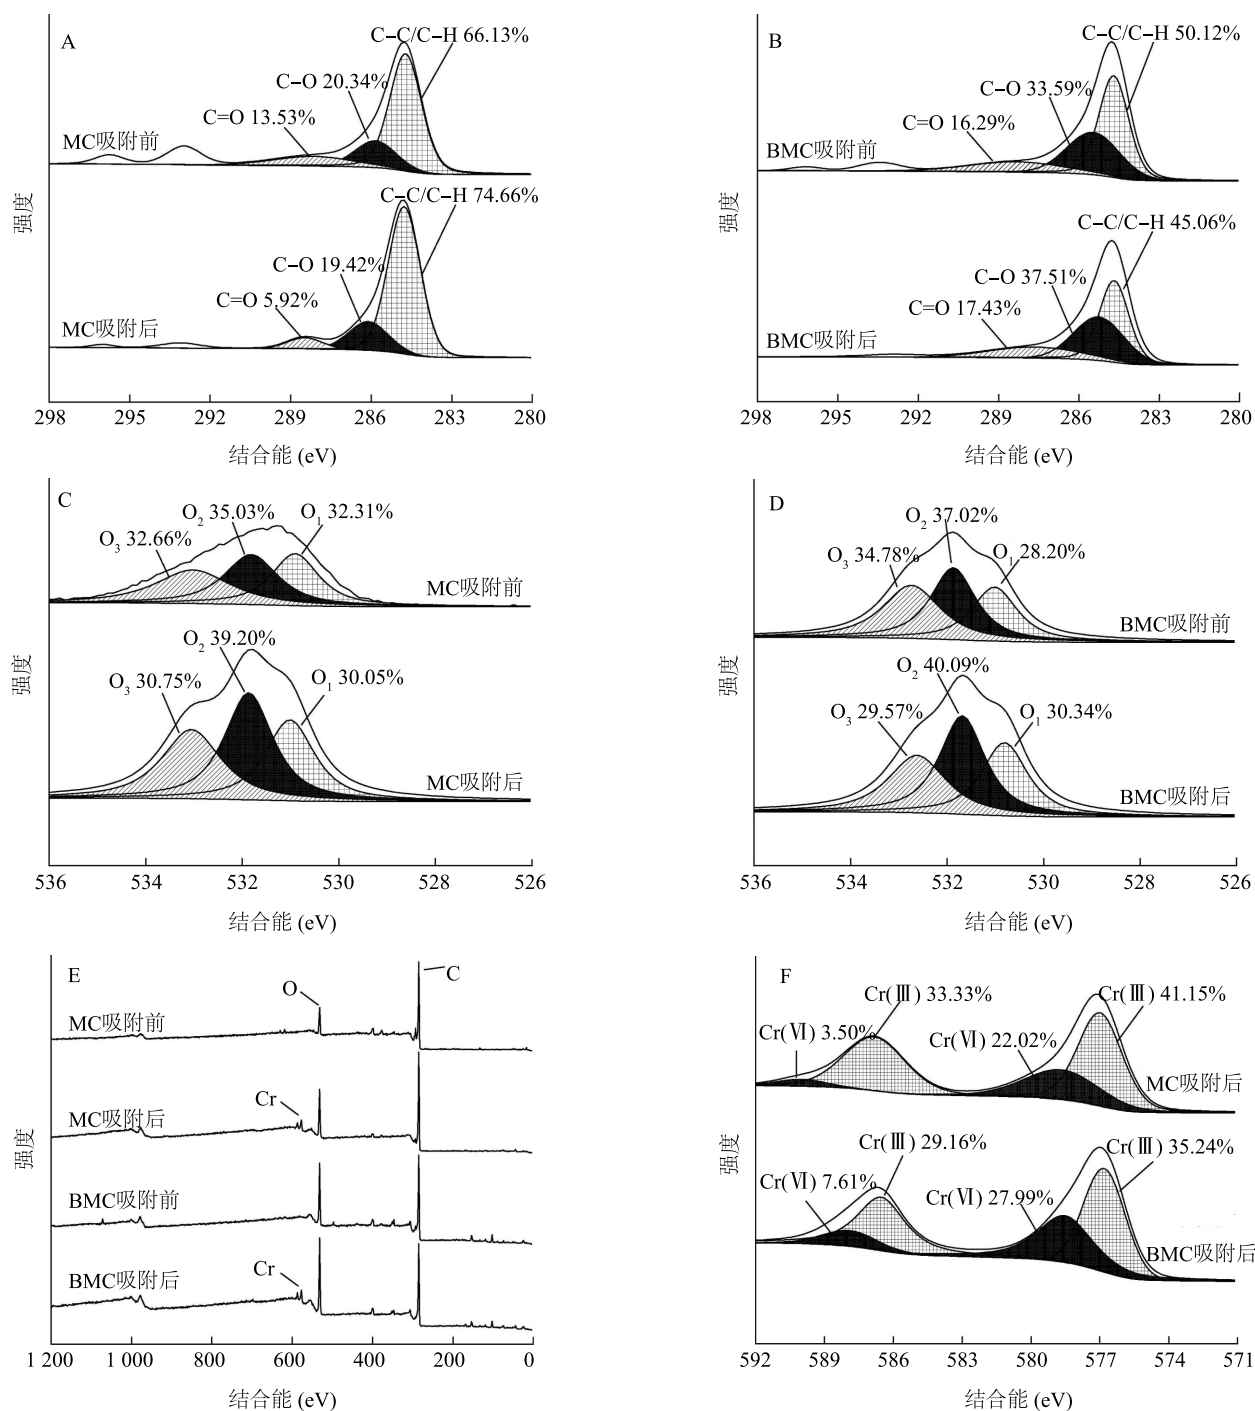 A
C−C/C−H 66.13%
C−O 20.34%
C=O 13.53%
MC吸附前
C−C/C−H 74.66%
C−O 19.42%
C=O 5.92%
MC吸附后
强度
298 295 292 289 286 283 280
结合能 (eV)
B
C−C/C−H 50.12%
C−O 33.59%
C=O 16.29%
BMC吸附前
C−C/C−H 45.06%
C−O 37.51%
C=O 17.43%
BMC吸附后
强度
298 295 292 289 286 283 280
结合能 (eV)
C
O2 35.03%
O1 32.31%
O3 32.66%
MC吸附前
O2 39.20%
O3 30.75%
O1 30.05%
MC吸附后
强度
536 534 532 530 528 526
结合能 (eV)
D
O2 37.02%
O3 34.78%
O1 28.20%
BMC吸附前
O2 40.09%
O3 29.57%
O1 30.34%
BMC吸附后
强度
536 534 532 530 528 526
结合能 (eV)
E
C
O
MC吸附前
Cr
MC吸附后
BMC吸附前
Cr
BMC吸附后
强度
1 200 1 000 800 600 400 200 0
结合能 (eV)
F
Cr(Ⅲ) 33.33%
Cr(Ⅲ) 41.15%
Cr(Ⅵ) 3.50%
Cr(Ⅵ) 22.02%
MC吸附后
Cr(Ⅲ) 29.16%
Cr(Ⅲ) 35.24%
Cr(Ⅵ) 7.61%
Cr(Ⅵ) 27.99%
BMC吸附后
强度
592 589 586 583 580 577 574 571
结合能 (eV)